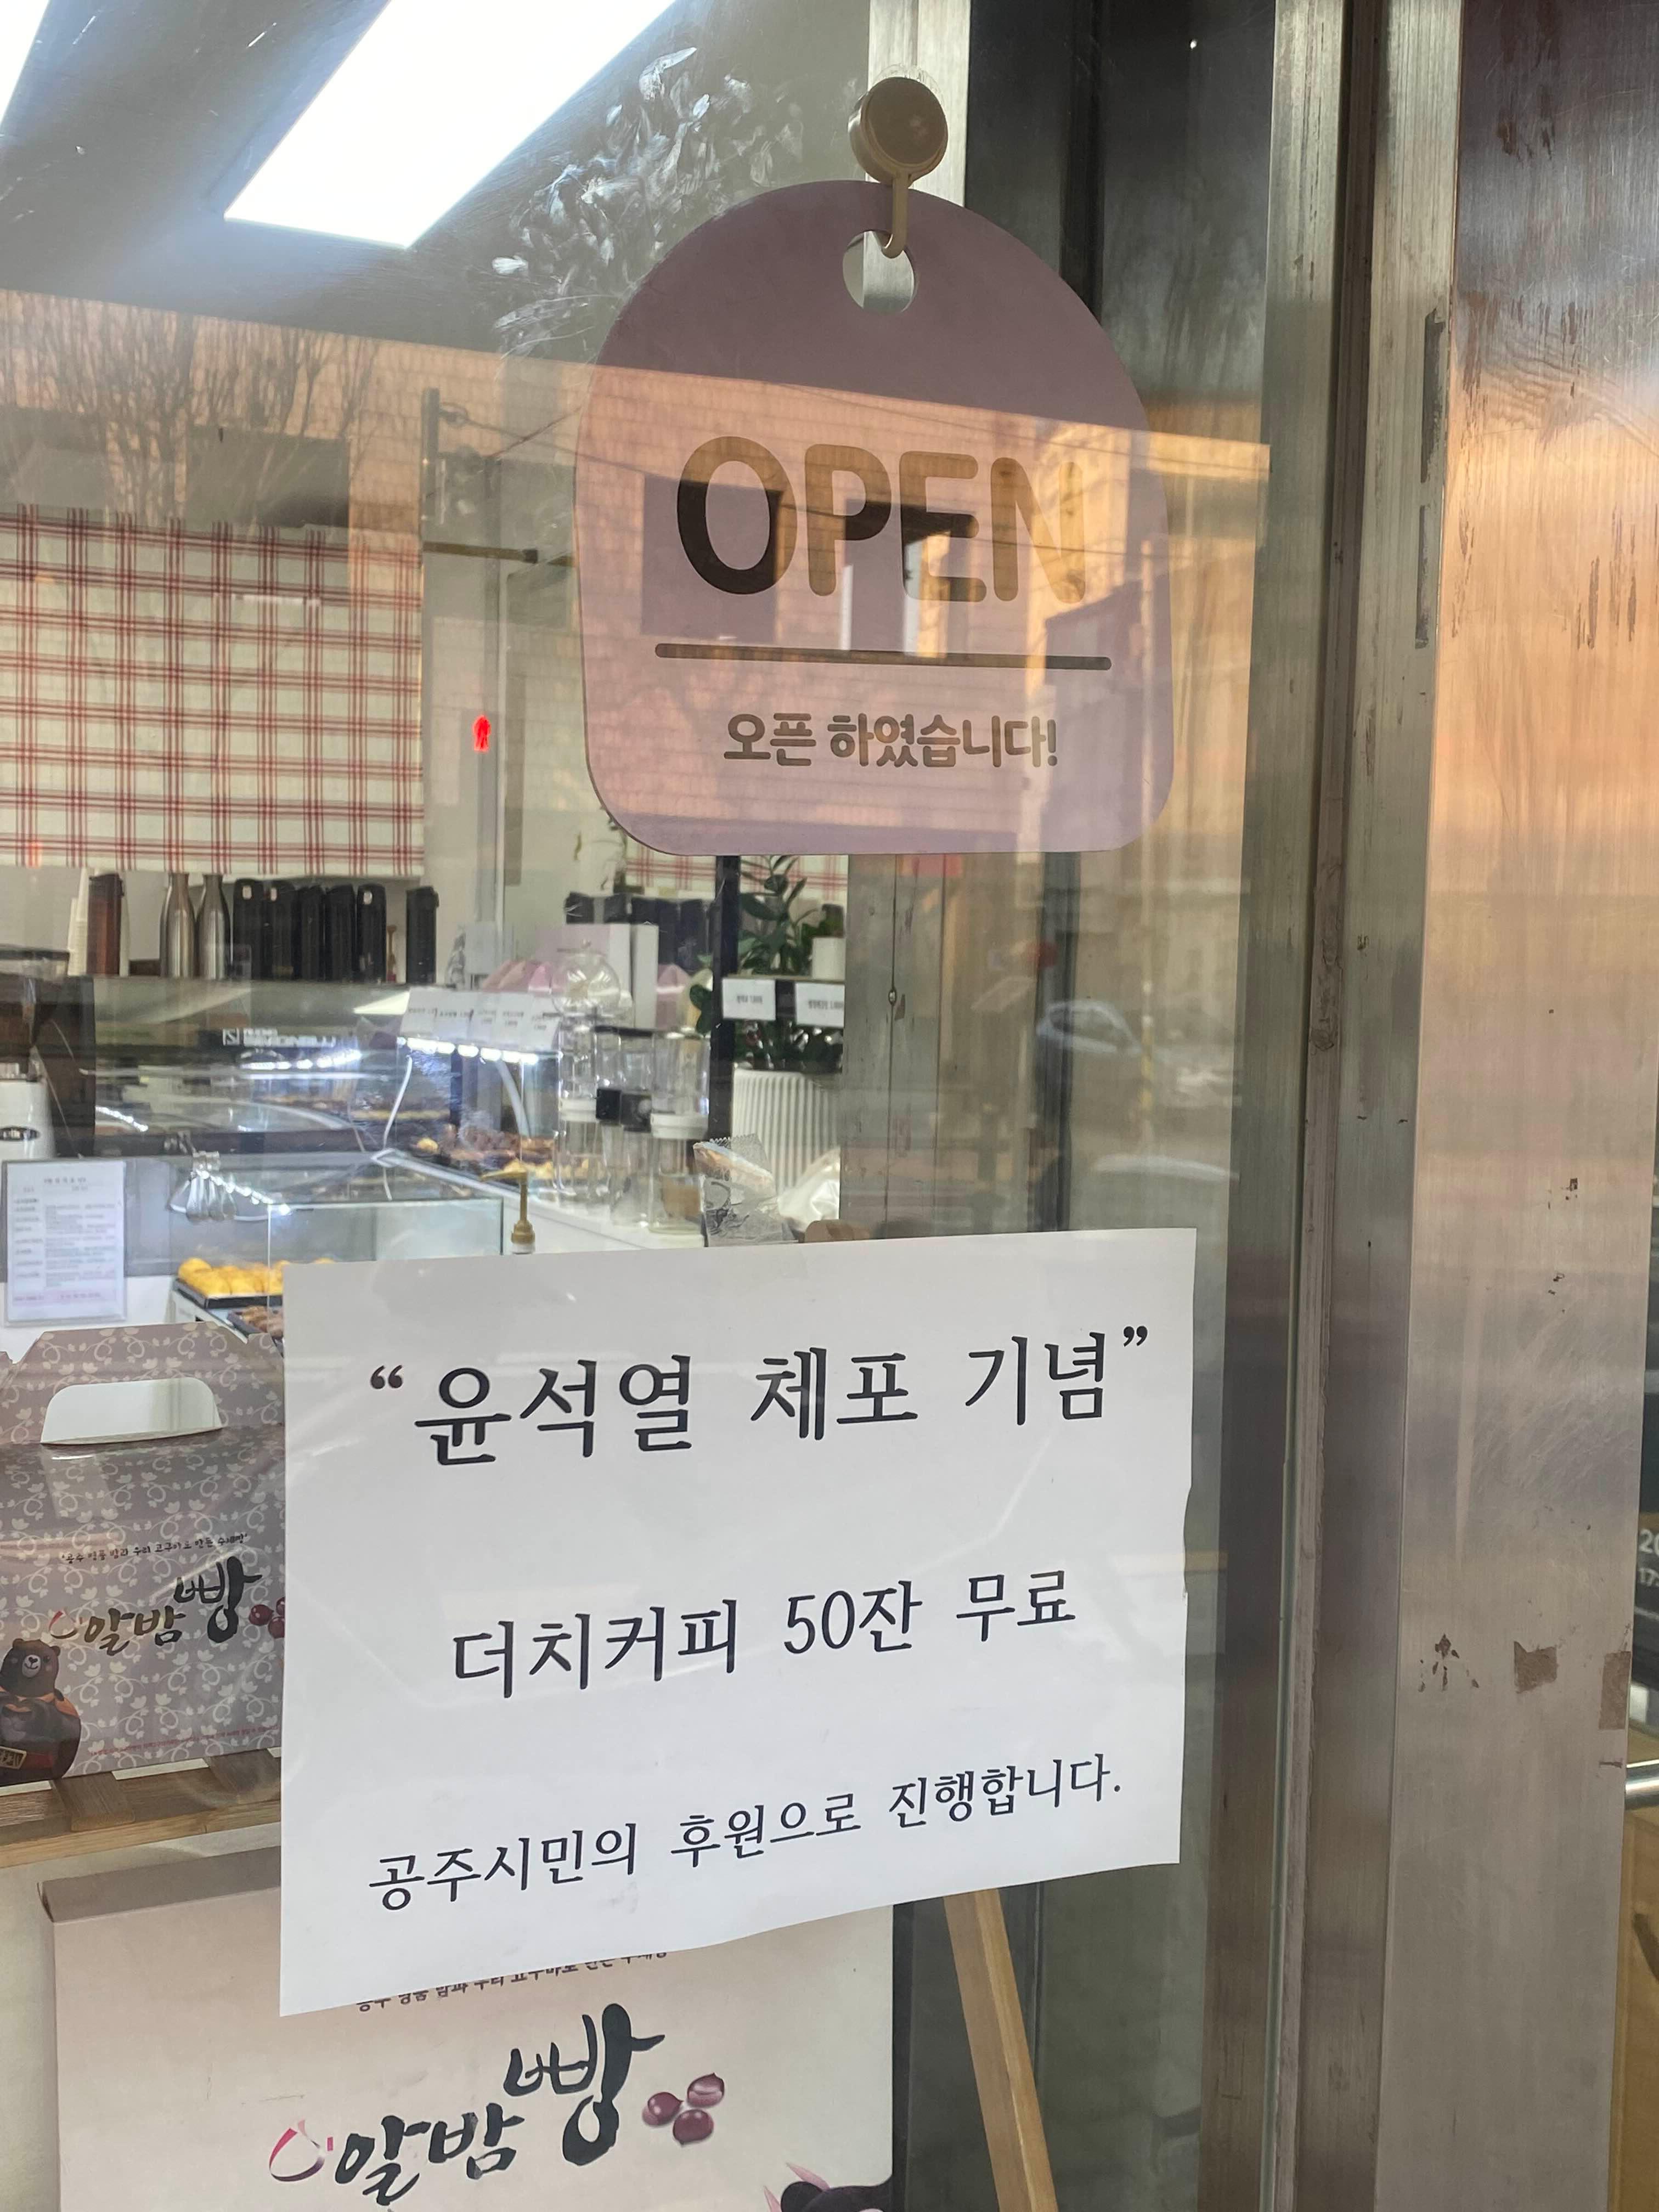 OPEN
오픈 하였습니다!
“윤석열 체포 기념”
더치커피 50잔 무료
공주시민의 후원으로 진행합니다.
알밤빵
알밤빵